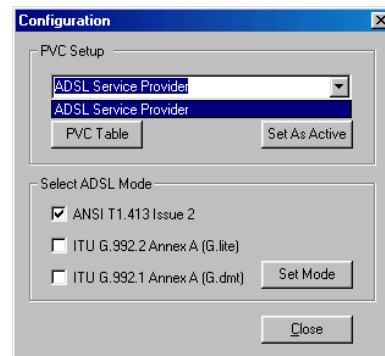 Configuration
PVC Setup
ADSL Service Provider
ADSL Service Provider
PVC Table
Set As Active
Select ADSL Mode
ANSI T1.413 Issue 2
ITU G.992.2 Annex A (G.lite)
ITU G.992.1 Annex A (G.dmt)
Set Mode
Close